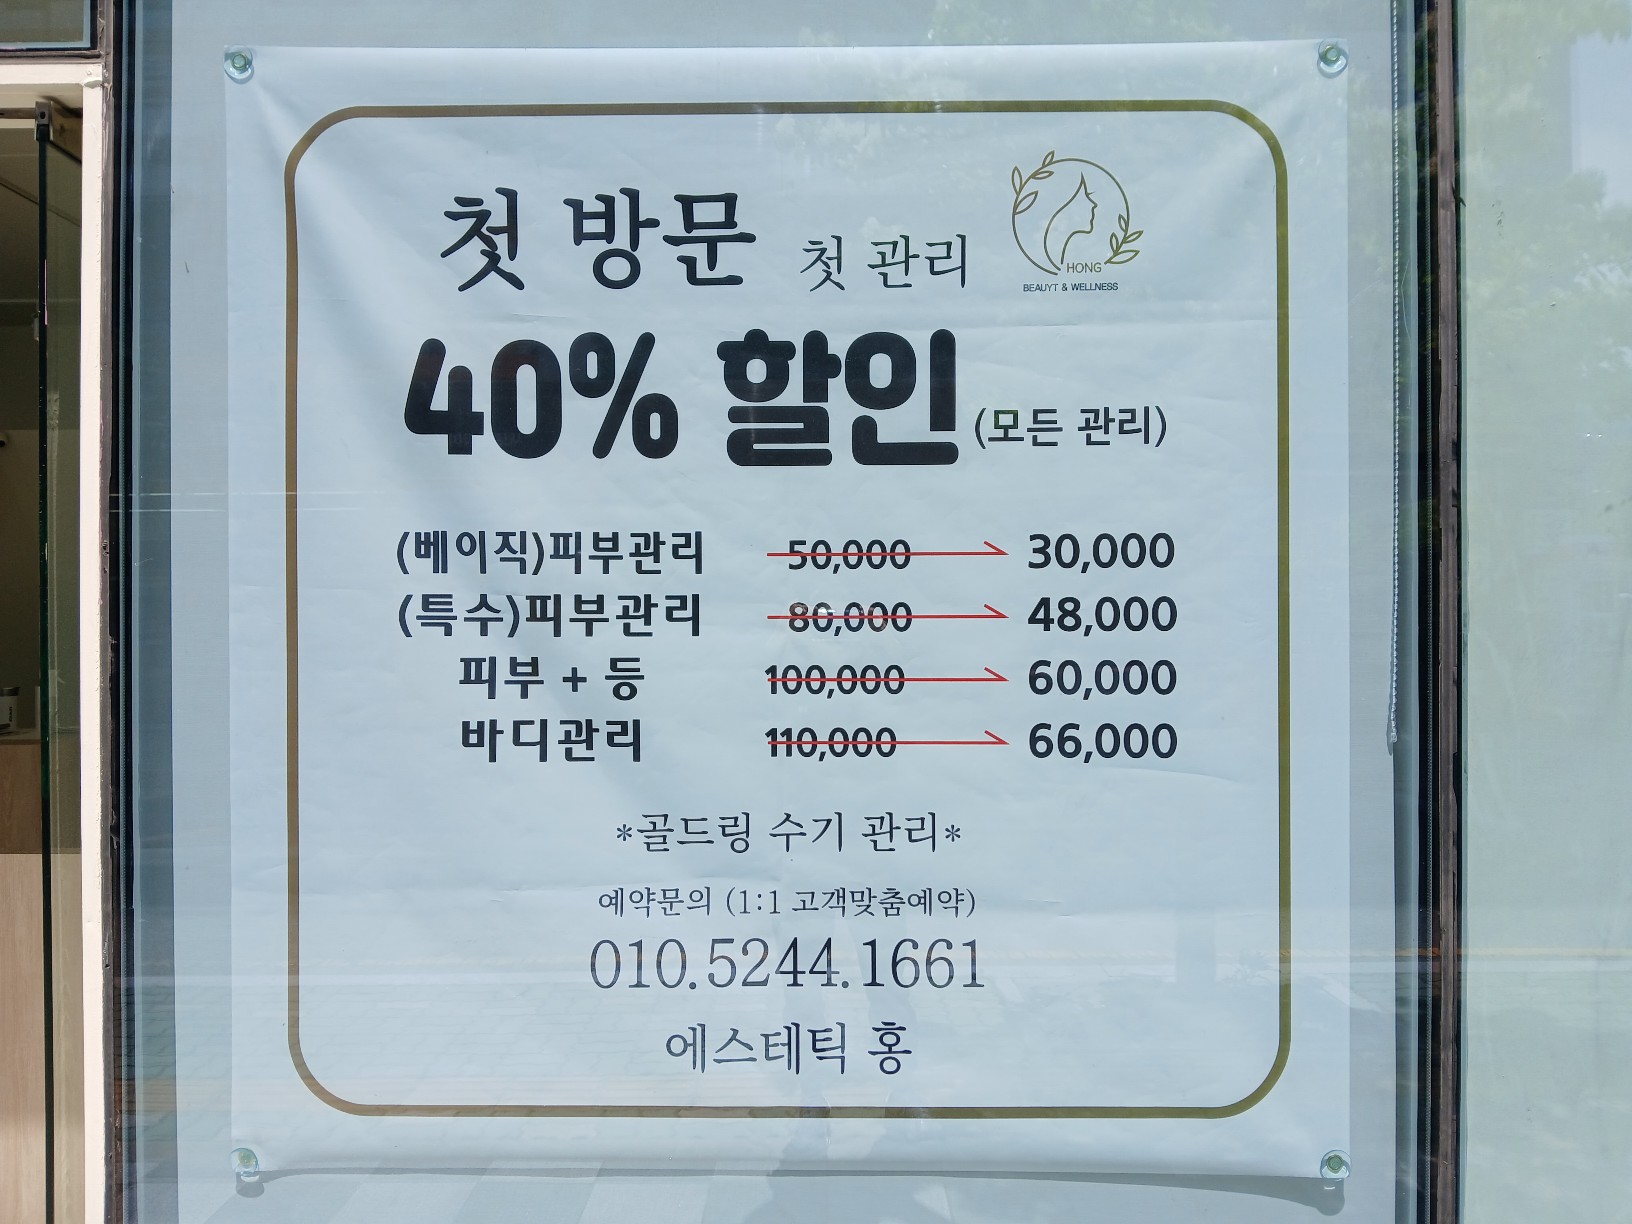 첫 방문 첫 관리
HONG
BEAUYT & WELLNESS
40% 할인 (모든 관리)
(베이직)피부관리 50,000 30,000
(특수)피부관리 80,000 48,000
피부 + 등 100,000 60,000
바디관리 110,000 66,000
*골드링 수기 관리*
예약문의 (1:1 고객맞춤예약)
010.5244.1661
에스테틱 홍